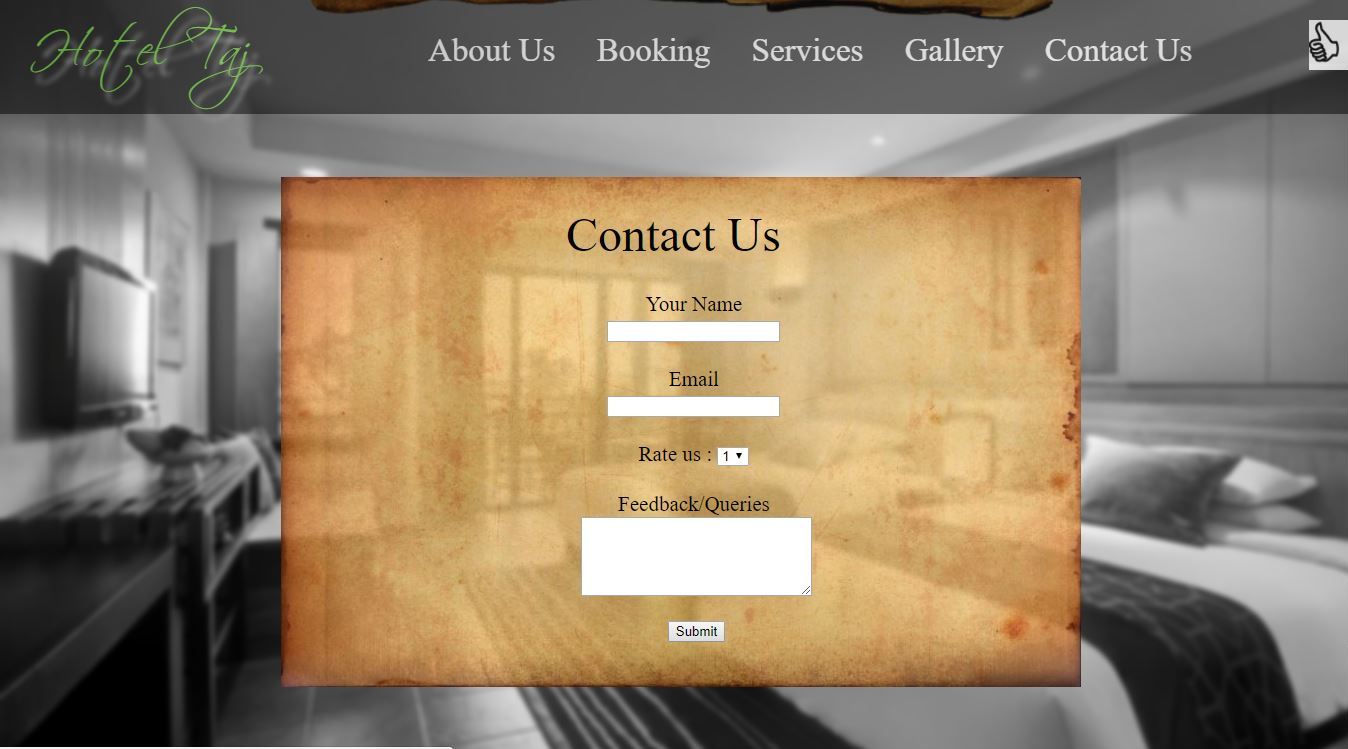 Hotel Taj
About Us Booking Services Gallery Contact Us
Contact Us
Your Name
Email
Rate us : 1
Feedback/Queries
Submit